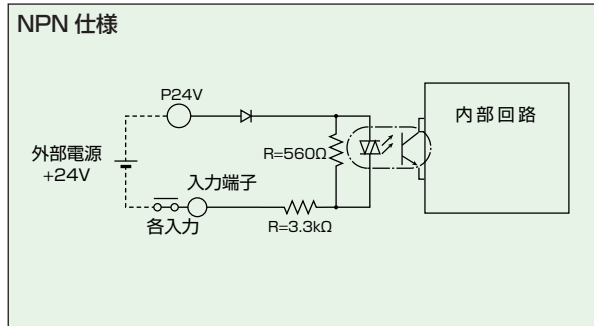 NPN 仕様
P24V
内部回路
R=560Ω
外部電源
+24V
入力端子
各入力
R=3.3kΩ